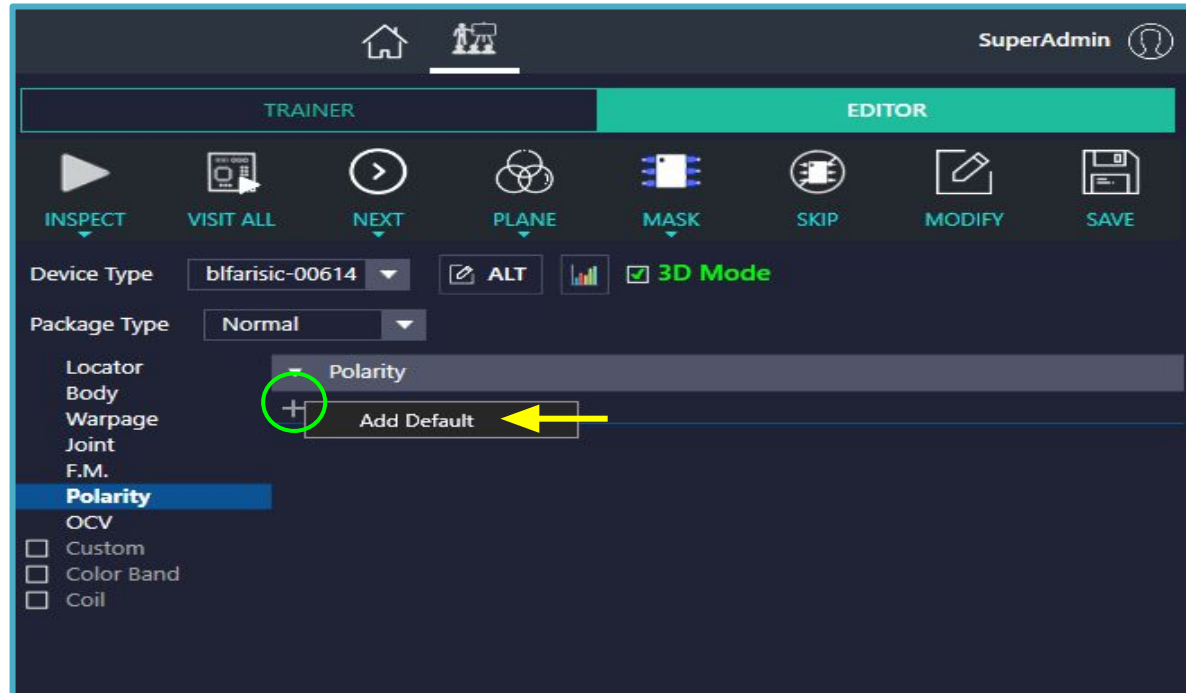 SuperAdmin
TRAINER EDITOR
INSPECT VISIT ALL NEXT PLANE MASK SKIP MODIFY SAVE
Device Type blfarisic-00614 ALT 3D Mode
Package Type Normal
Locator Polarity
Body
Warpage Add Default
Joint
F.M.
Polarity
OCV
Custom
Color Band
Coil